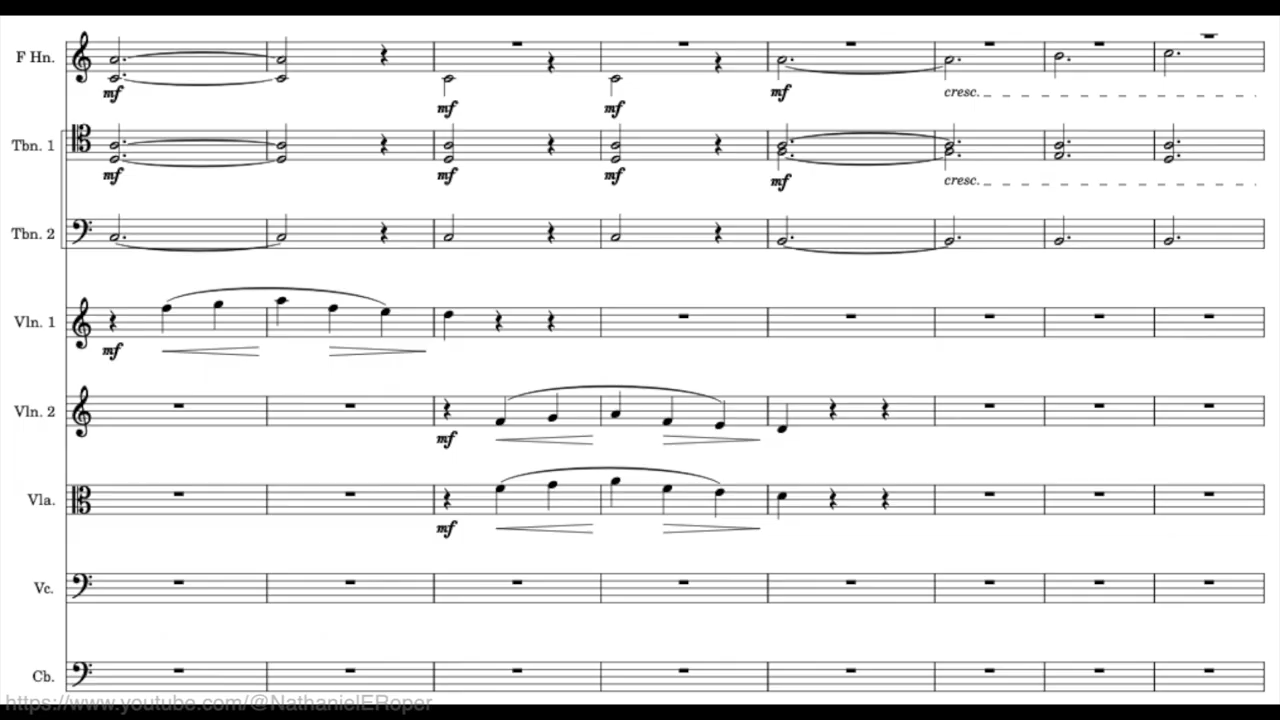 F Hn.
mf
mf
mf
mf
cresc.
Tbn. 1
mf
mf
mf
mf
cresc.
Tbn. 2
Vln. 1
mf
Vln. 2
mf
Vla.
mf
Vc.
Cb.
https://www.youtube.com/@NathanielERoper